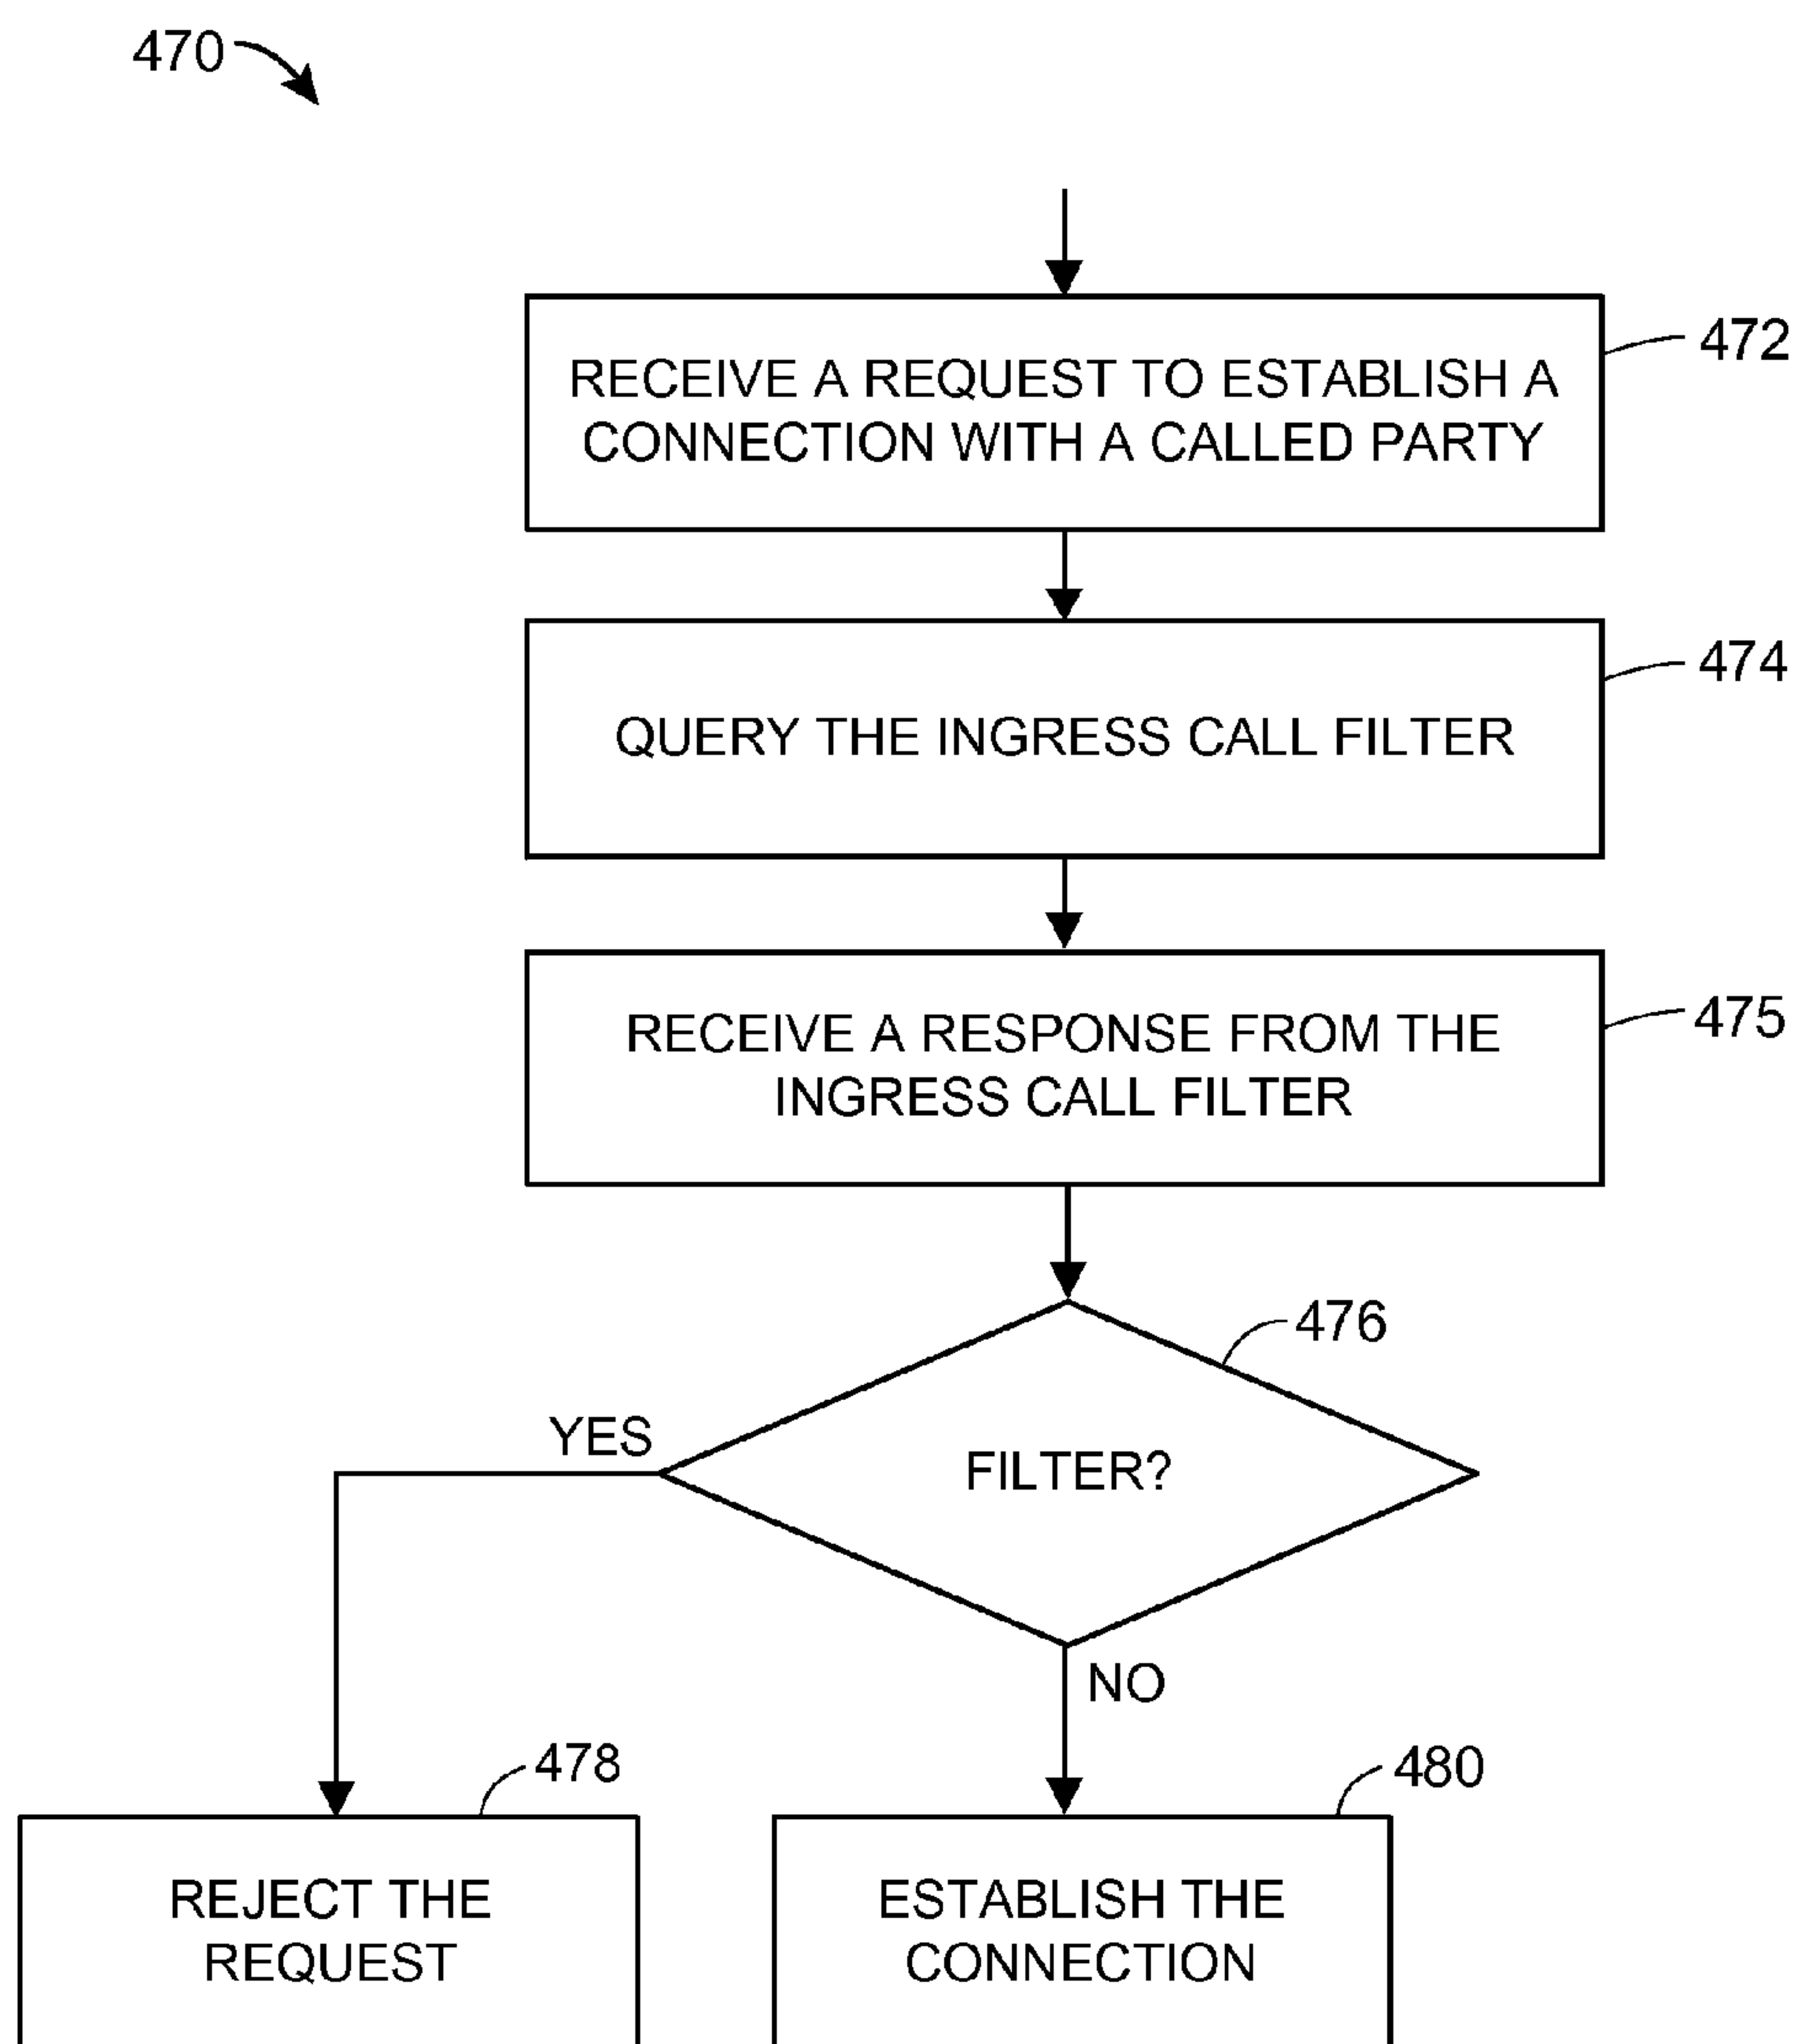 470
RECEIVE A REQUEST TO ESTABLISH A
CONNECTION WITH A CALLED PARTY
472
QUERY THE INGRESS CALL FILTER
474
RECEIVE A RESPONSE FROM THE
INGRESS CALL FILTER
475
476
FILTER?
YES
NO
478
REJECT THE
REQUEST
480
ESTABLISH THE
CONNECTION